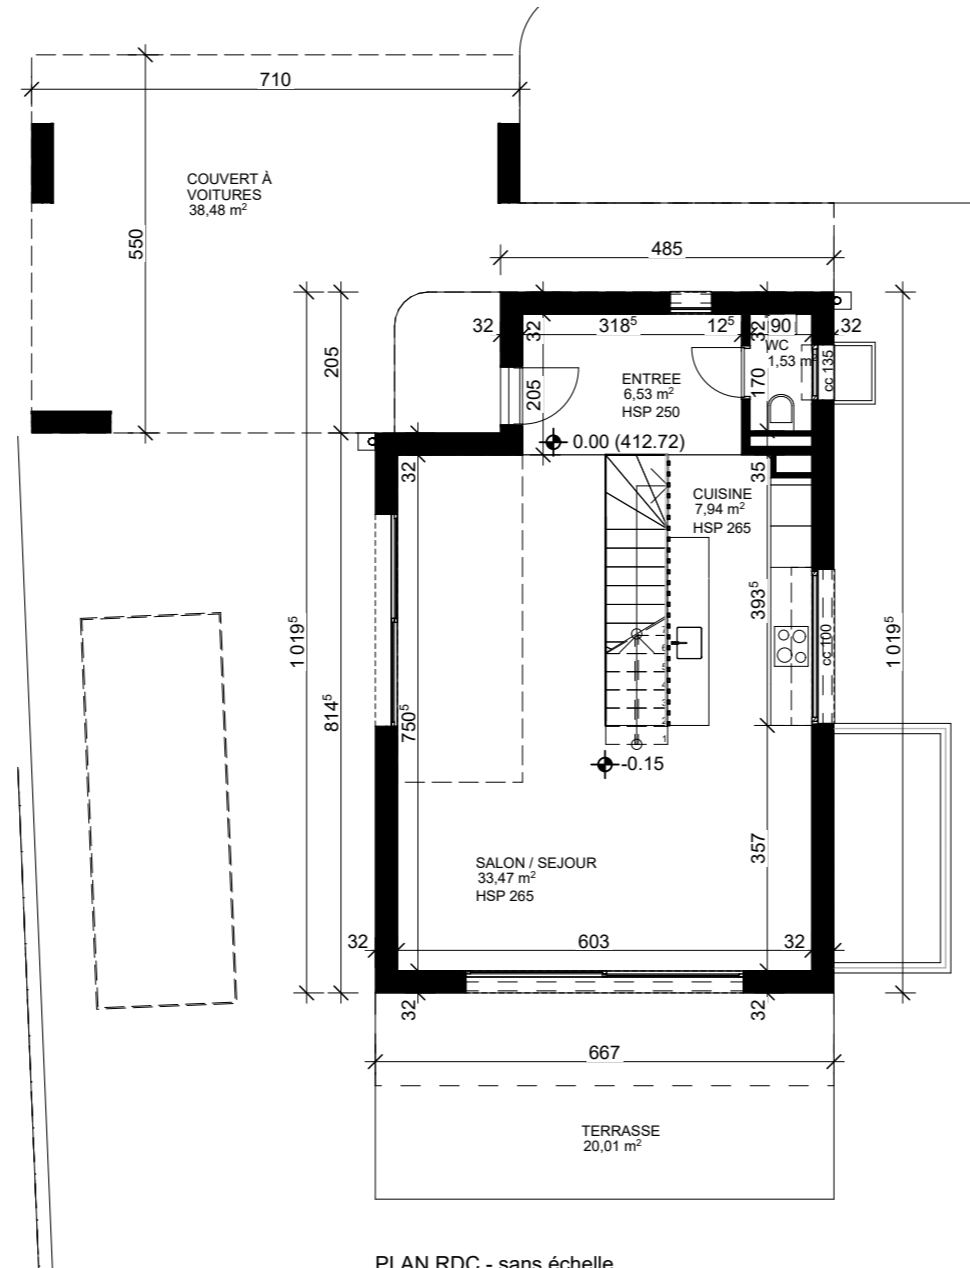 710
COUVERT À
VOITURES
38,48 m²
550
485
32
32
318⁵
12⁵
32
90
32
WC
1,53 m
cc 135
205
205
170
ENTREE
6,53 m²
HSP 250
0.00 (412.72)
32
35
CUISINE
7,94 m²
HSP 265
393⁵
cc 100
1 019⁵
814⁵
750⁵
1 019⁵
1
2
-0.15
357
SALON / SEJOUR
33,47 m²
HSP 265
32
603
32
32
32
667
TERRASSE
20,01 m²
PLAN RDC - sans échelle